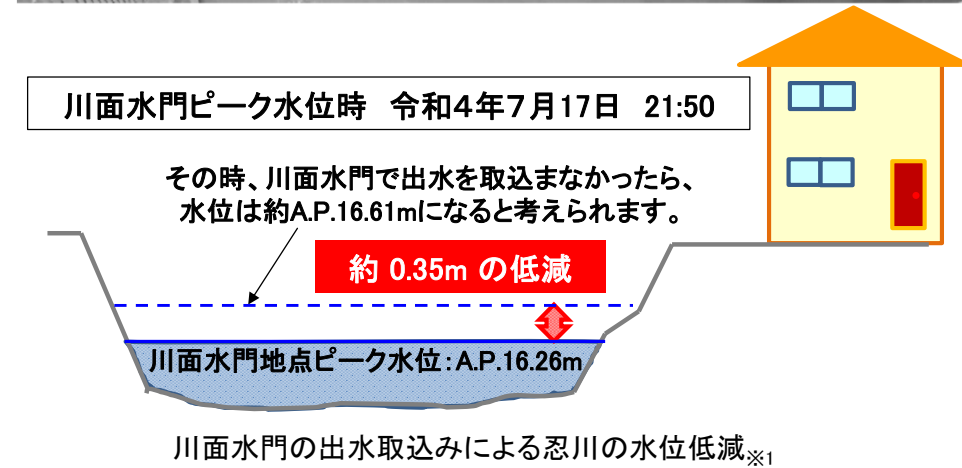 川面水門ピーク水位時 令和4年7月17日 21:50
その時、川面水門で出水を取込まなかったら、
水位は約A.P.16.61mになると考えられます。
約 0.35m の低減
川面水門地点ピーク水位:A.P.16.26m
川面水門の出水取込みによる忍川の水位低減※1